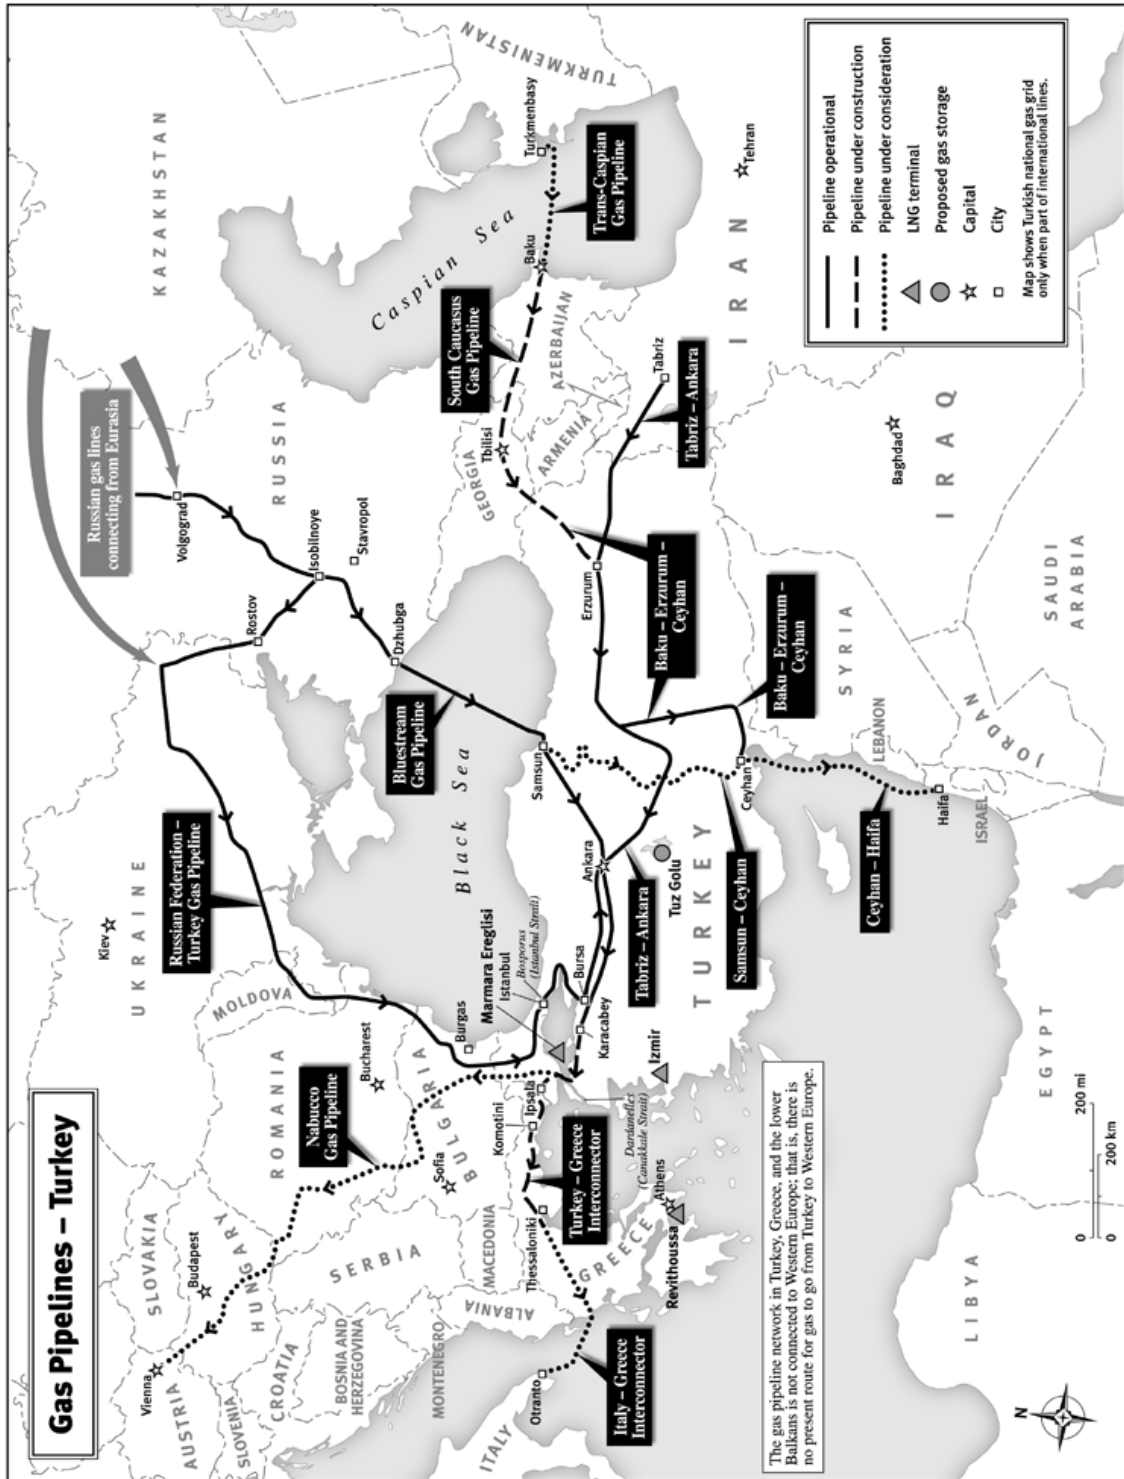 Gas Pipelines – Turkey
Russian gas lines
connecting from Eurasia
KAZAKHSTAN
TURKMENISTAN
RUSSIA
UKRAINE
Kiev
MOLDOVA
ROMANIA
Bucharest
SLOVAKIA
Budapest
HUNGARY
Vienna
AUSTRIA
SLOVENIA
CROATIA
BOSNIA AND
HERZEGOVINA
SERBIA
MONTENEGRO
ALBANIA
MACEDONIA
BULGARIA
Sofia
Burgas
ITALY
Otranto
GREECE
Thessaloniki
Komotini
Ipsala
Athens
Revithoussa
Volgograd
Isobilnoye
Stavropol
Rostov
Dzhubga
Russian Federation –
Turkey Gas Pipeline
Nabucco
Gas Pipeline
Bluestream
Gas Pipeline
Black Sea
Caspian Sea
South Caucasus
Gas Pipeline
Trans-Caspian
Gas Pipeline
Turkmenbasy
Baku
Tbilisi
GEORGIA
ARMENIA
AZERBAIJAN
Tabriz
Tabriz – Ankara
Erzurum
Baku – Erzurum –
Ceyhan
Baku – Erzurum –
Ceyhan
Samsun
Ankara
Tuz Golu
Tabriz – Ankara
Marmara Ereglisi
Istanbul
Bosporus
(Istanbul Strait)
Bursa
Karacabey
Izmir
Dardanelles
(Canakkale Strait)
TURKEY
Turkey – Greece
Interconnector
Italy – Greece
Interconnector
Samsun – Ceyhan
Ceyhan
Ceyhan – Haifa
Haifa
ISRAEL
LEBANON
SYRIA
JORDAN
SAUDI
ARABIA
IRAQ
Baghdad
IRAN
Tehran
EGYPT
LIBYA
The gas pipeline network in Turkey, Greece, and the lower
Balkans is not connected to Western Europe; that is, there is
no present route for gas to go from Turkey to Western Europe.
N
0 200 mi
0 200 km
Pipeline operational
Pipeline under construction
Pipeline under consideration
LNG terminal
Proposed gas storage
Capital
City
Map shows Turkish national gas grid
only when part of international lines.